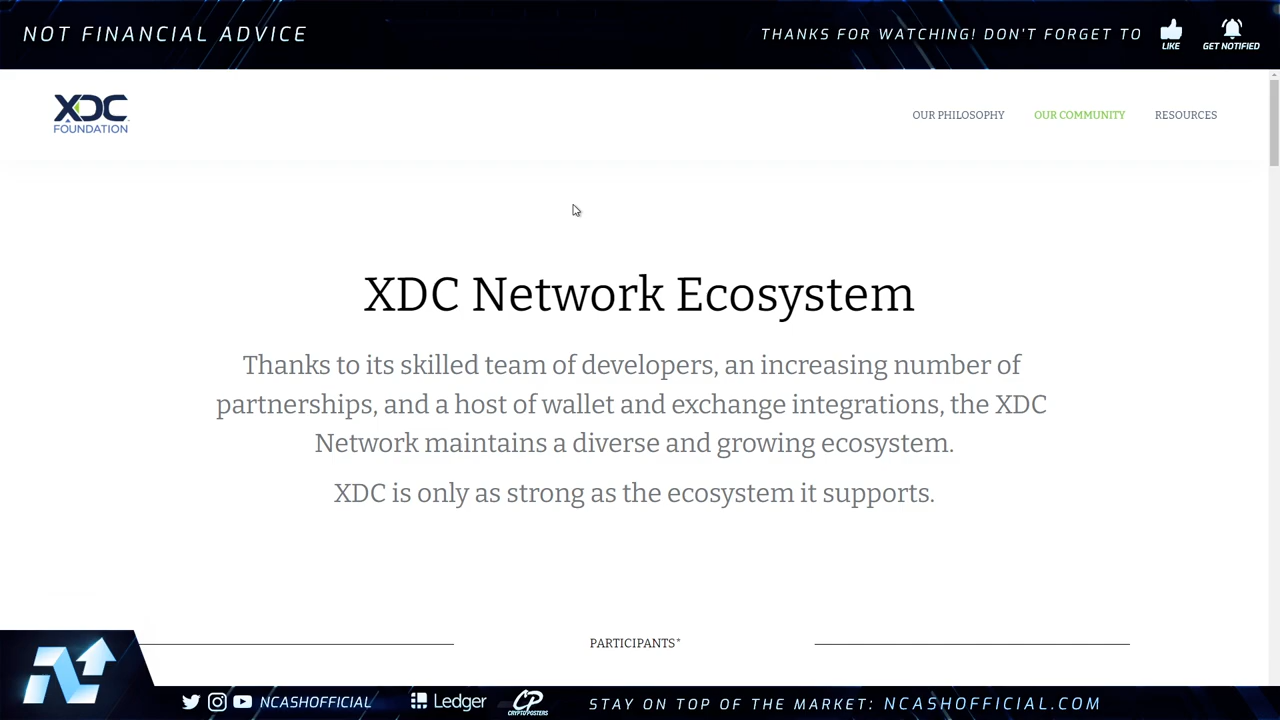 NOT FINANCIAL ADVICE
THANKS FOR WATCHING! DON'T FORGET TO
LIKE
GET NOTIFIED
XDC
FOUNDATION
OUR PHILOSOPHY
OUR COMMUNITY
RESOURCES
XDC Network Ecosystem
Thanks to its skilled team of developers, an increasing number of
partnerships, and a host of wallet and exchange integrations, the XDC
Network maintains a diverse and growing ecosystem.
XDC is only as strong as the ecosystem it supports.
PARTICIPANTS*
N
NCASHOFFICIAL
Ledger
CP
CRYPTOPOSTERS
STAY ON TOP OF THE MARKET: NCASHOFFICIAL.COM